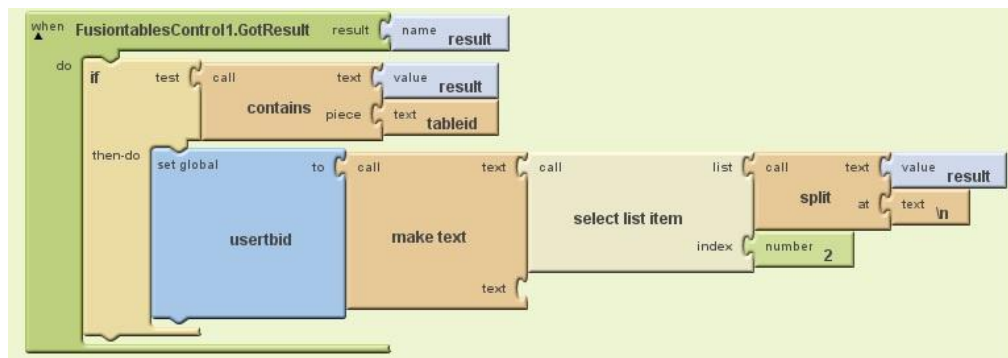 when FusiontablesControl1.GotResult result name result
do if test call contains text value result
piece text tableid
then-do set global usertbid to call make text text call select list item list call split text value result
at text \n
index number 2
text